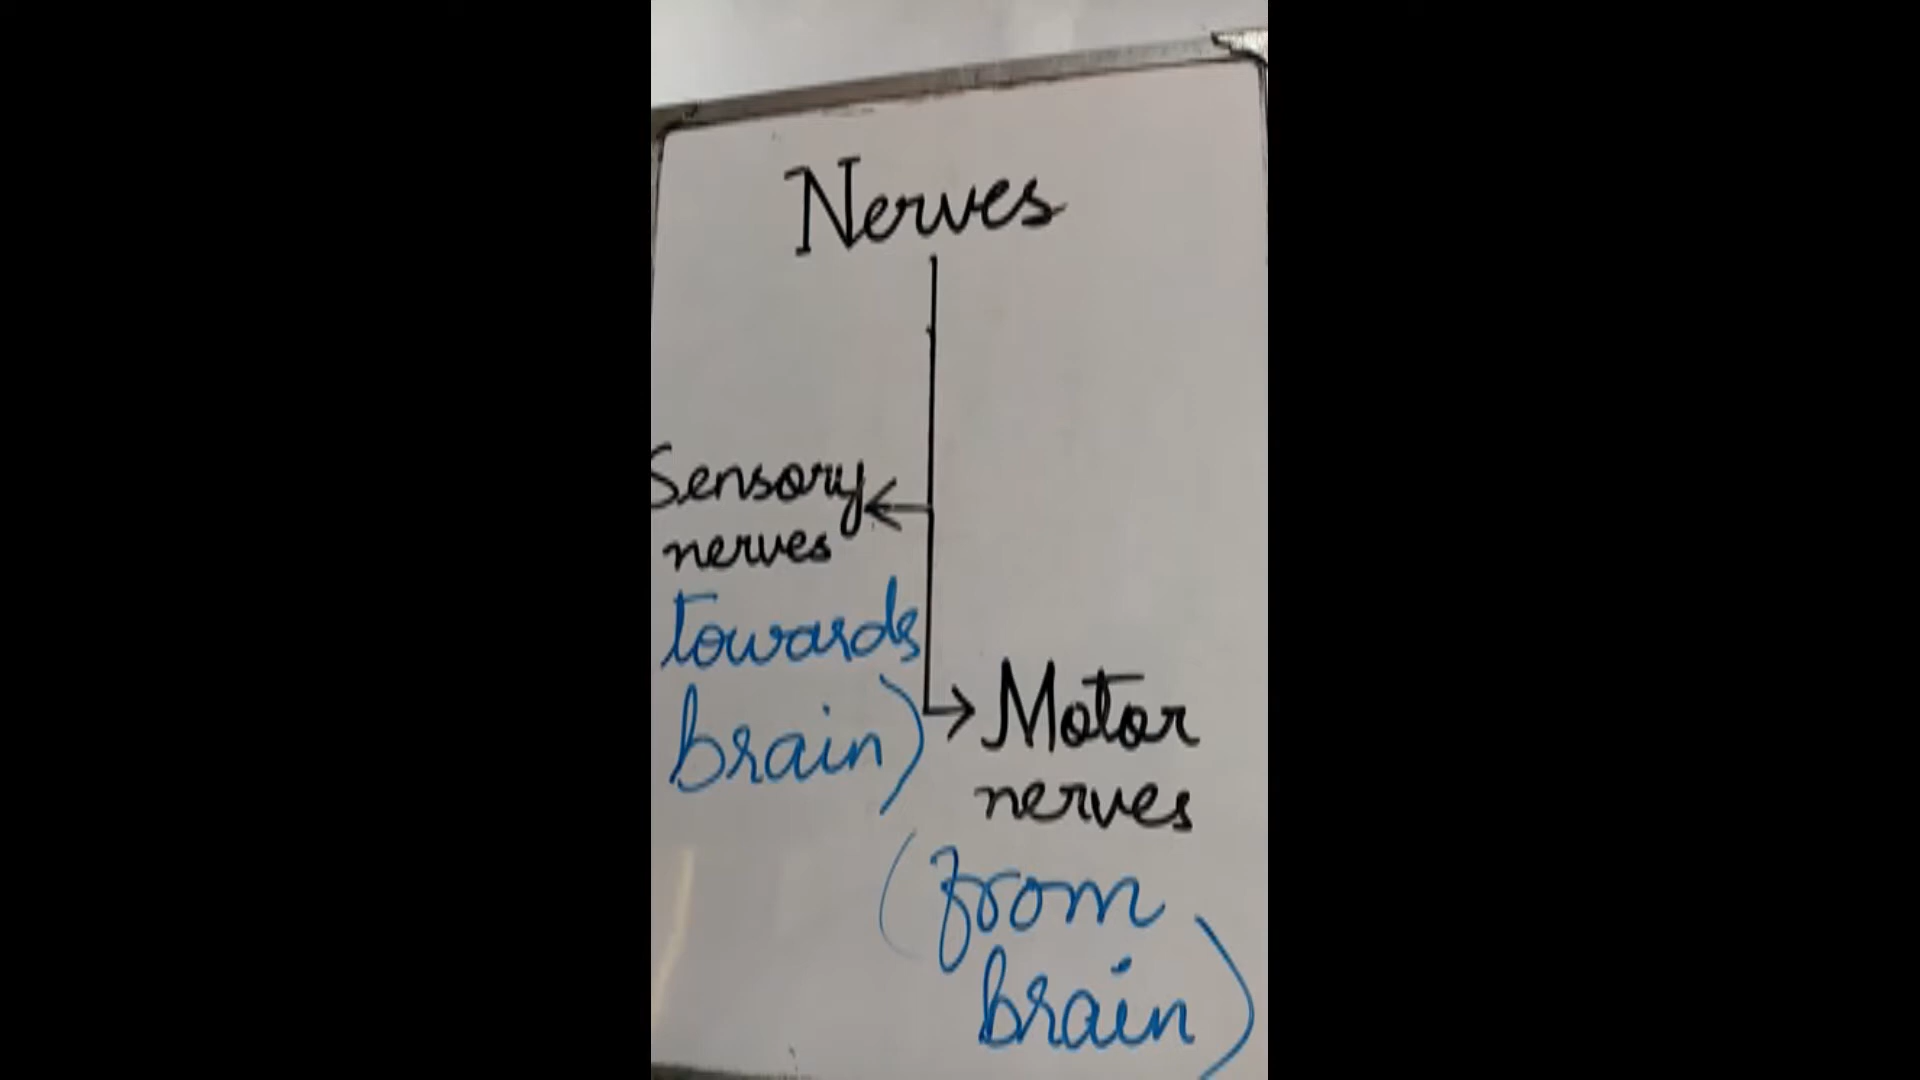 Nerves
Sensory
nerves
towards
brain)
Motor
nerves
(from
brain)